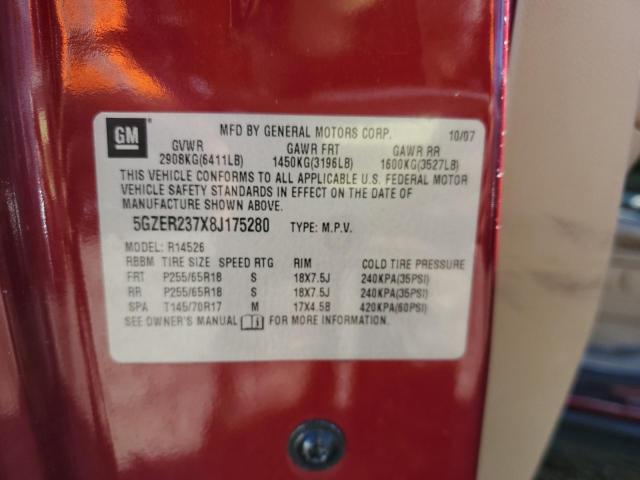 GM
MFD BY GENERAL MOTORS CORP. 10/07
GVWR GAWR FRT GAWR RR
2908KG(6411LB) 1450KG(3196LB) 1600KG(3527LB)
THIS VEHICLE CONFORMS TO ALL APPLICABLE U.S. FEDERAL MOTOR
VEHICLE SAFETY STANDARDS IN EFFECT ON THE DATE OF
MANUFACTURE SHOWN ABOVE.
5GZER237X8J175280 TYPE: M.P.V.
MODEL: R14526
RBBM TIRE SIZE SPEED RTG RIM COLD TIRE PRESSURE
FRT P255/65R18 S 18X7.5J 240KPA(35PSI)
RR P255/65R18 S 18X7.5J 240KPA(35PSI)
SPA T145/70R17 M 17X4.5B 420KPA(60PSI)
SEE OWNER'S MANUAL FOR MORE INFORMATION.